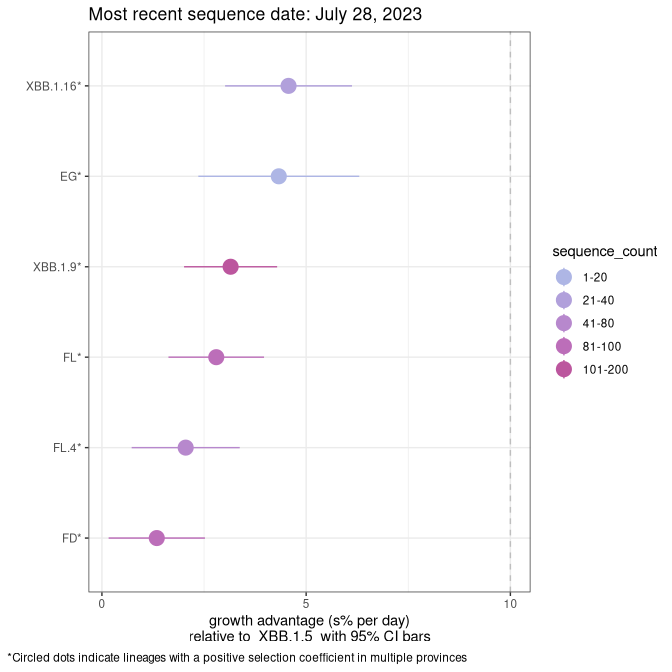 Most recent sequence date: July 28, 2023
XBB.1.16*
EG*
XBB.1.9*
FL*
FL.4*
FD*
0 5 10
growth advantage (s% per day)
relative to XBB.1.5 with 95% CI bars
sequence_count
1-20
21-40
41-80
81-100
101-200
*Circled dots indicate lineages with a positive selection coefficient in multiple provinces